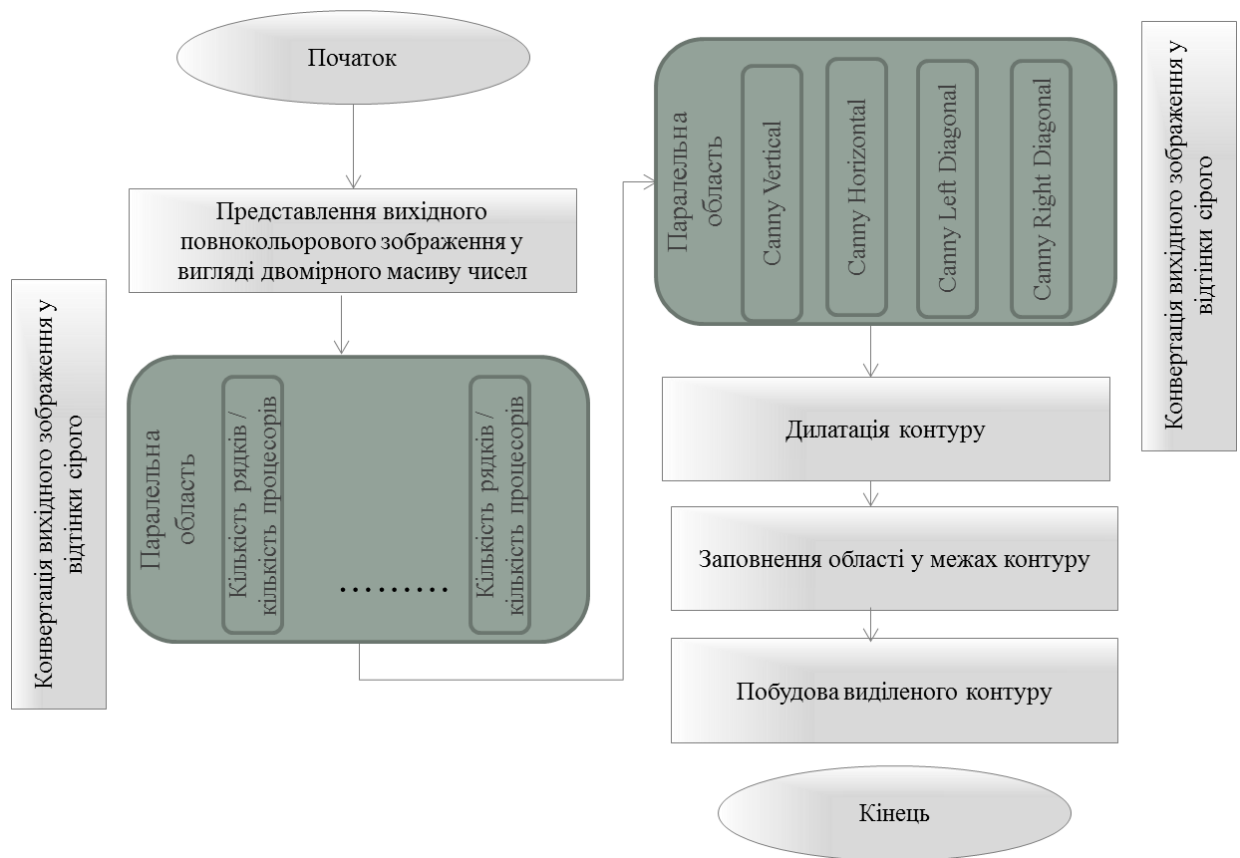 Початок
Представлення вихідного
повнокольорового зображення у
вигляді двомірного масиву чисел
Конвертація вихідного зображення у
відтінки сірого
Паралельна
область
Кількість рядків /
кількість процесорів
.........
Кількість рядків /
кількість процесорів
Паралельна
область
Canny Vertical
Canny Horizontal
Canny Left Diagonal
Canny Right Diagonal
Конвертація вихідного зображення у
відтінки сірого
Дилатація контуру
Заповнення області у межах контуру
Побудова виділеного контуру
Кінець